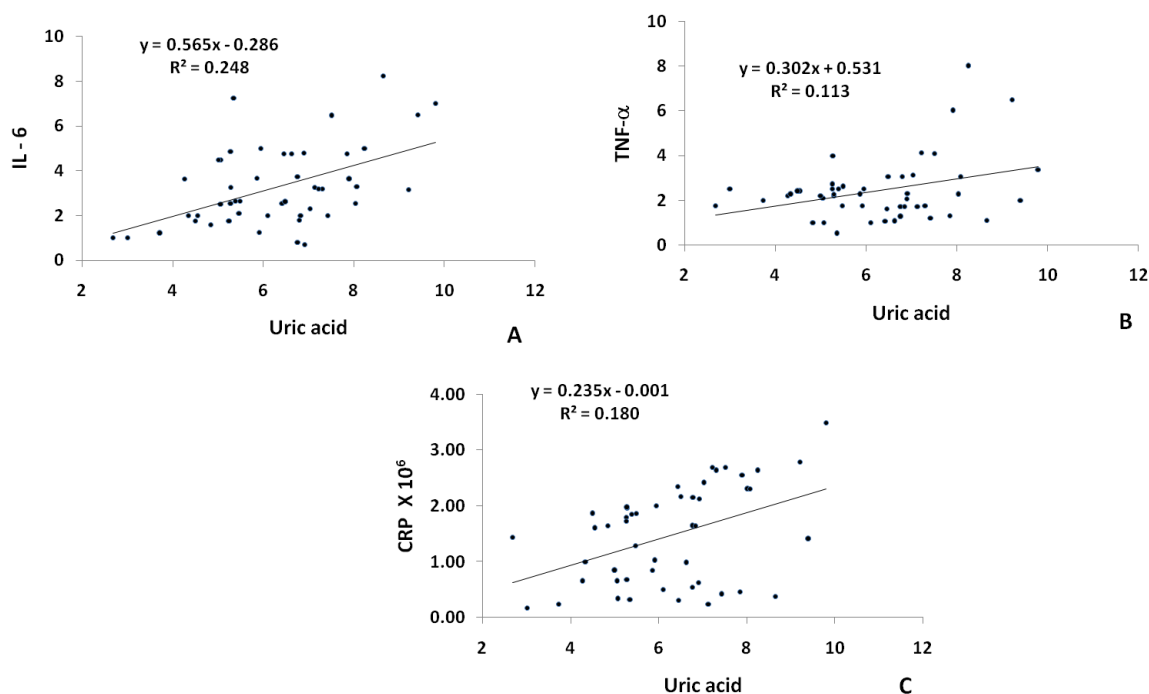 y = 0.565x - 0.286
R² = 0.248
10
8
6
4
2
0
IL - 6
2 4 6 8 10 12
Uric acid
A
y = 0.302x + 0.531
R² = 0.113
10
8
6
4
2
0
TNF-α
2 4 6 8 10 12
Uric acid
B
y = 0.235x - 0.001
R² = 0.180
4.00
3.00
2.00
1.00
0.00
CRP X 10⁶
2 4 6 8 10 12
Uric acid
C